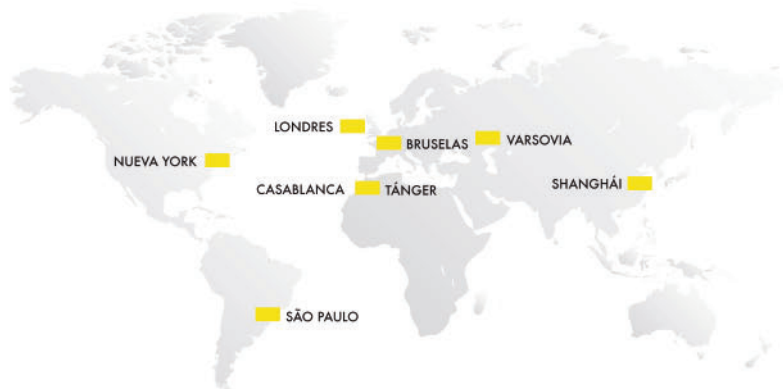 LONDRES
BRUSELAS
VARSOVIA
NUEVA YORK
SHANGHÁI
CASABLANCA
TÁNGER
SÃO PAULO